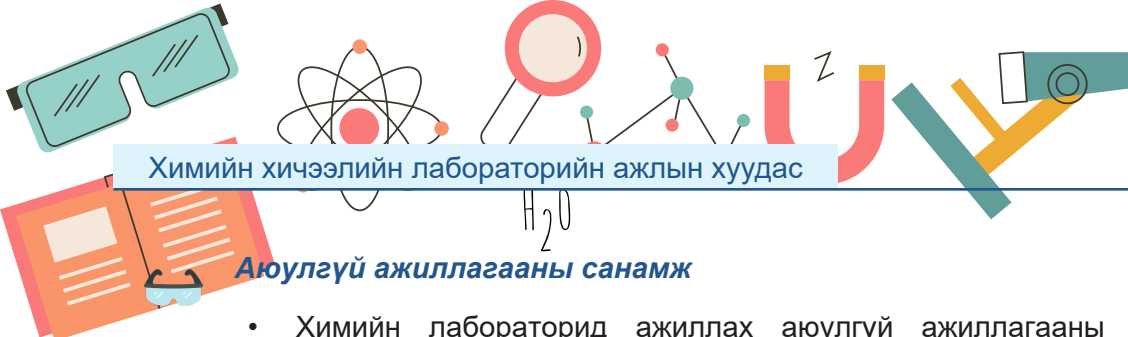 Z
Химийн хичээлийн лабораторийн ажлын хуудас
H2O
Аюулгүй ажиллагааны санамж
• Химийн лабораторид ажиллах аюулгүй ажиллагааны